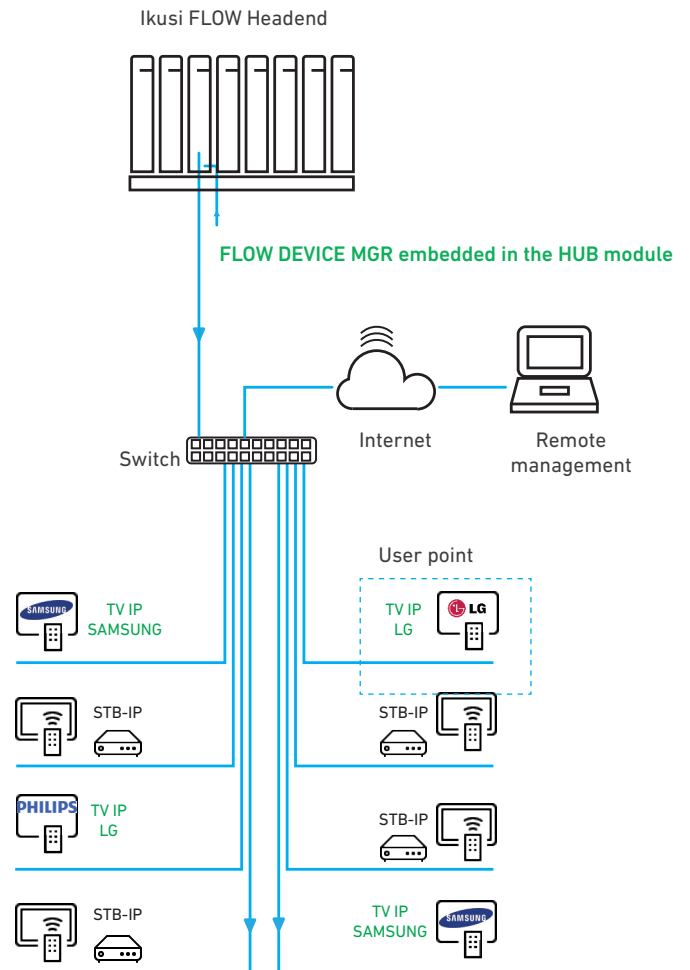 Ikusi FLOW Headend
FLOW DEVICE MGR embedded in the HUB module
Internet
Remote
management
Switch
User point
SAMSUNG
TV IP
SAMSUNG
TV IP
LG
LG
STB-IP
STB-IP
PHILIPS
TV IP
LG
STB-IP
STB-IP
TV IP
SAMSUNG
SAMSUNG